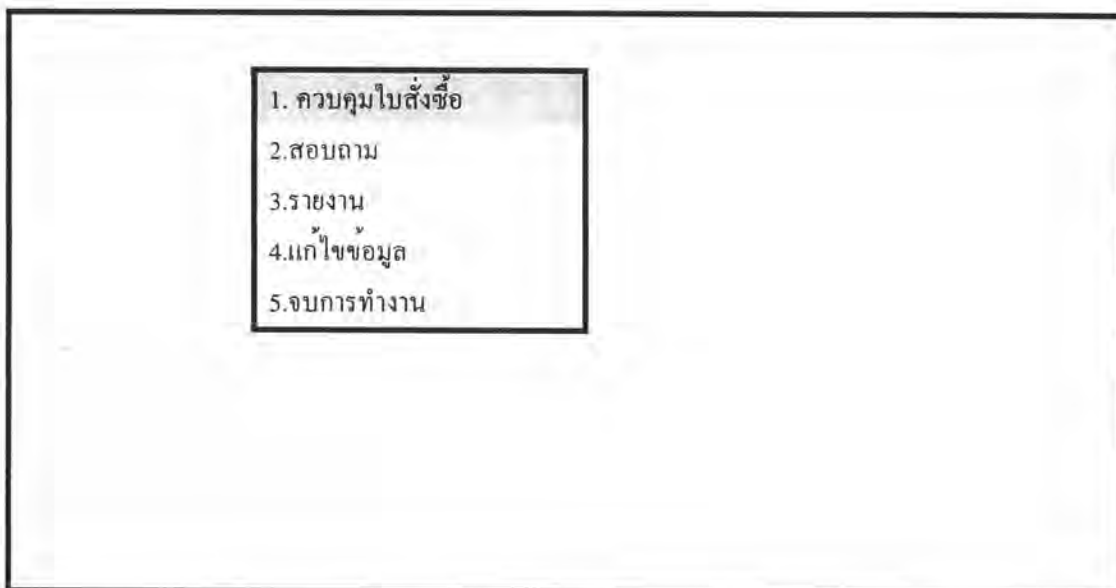 1. ควบคุมใบสั่งซื้อ
2.สอบถาม
3.รายงาน
4.แก้ไขข้อมูล
5.จบการทำงาน